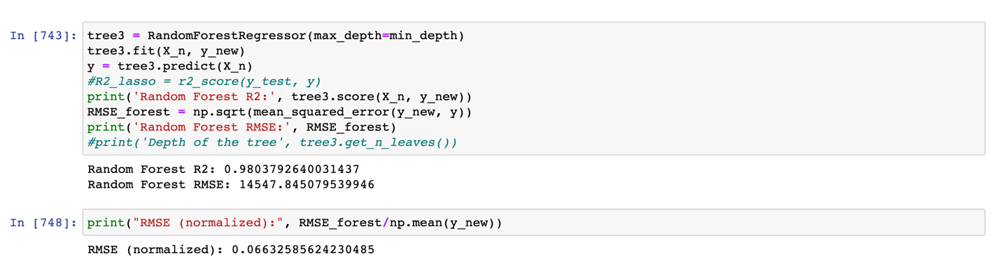 In [743]: tree3 = RandomForestRegressor(max_depth=min_depth)
tree3.fit(X_n, y_new)
y = tree3.predict(X_n)
#R2_lasso = r2_score(y_test, y)
print('Random Forest R2:', tree3.score(X_n, y_new))
RMSE_forest = np.sqrt(mean_squared_error(y_new, y))
print('Random Forest RMSE:', RMSE_forest)
#print('Depth of the tree', tree3.get_n_leaves())
Random Forest R2: 0.9803792640031437
Random Forest RMSE: 14547.845079539946
In [748]: print("RMSE (normalized):", RMSE_forest/np.mean(y_new))
RMSE (normalized): 0.06632585624230485